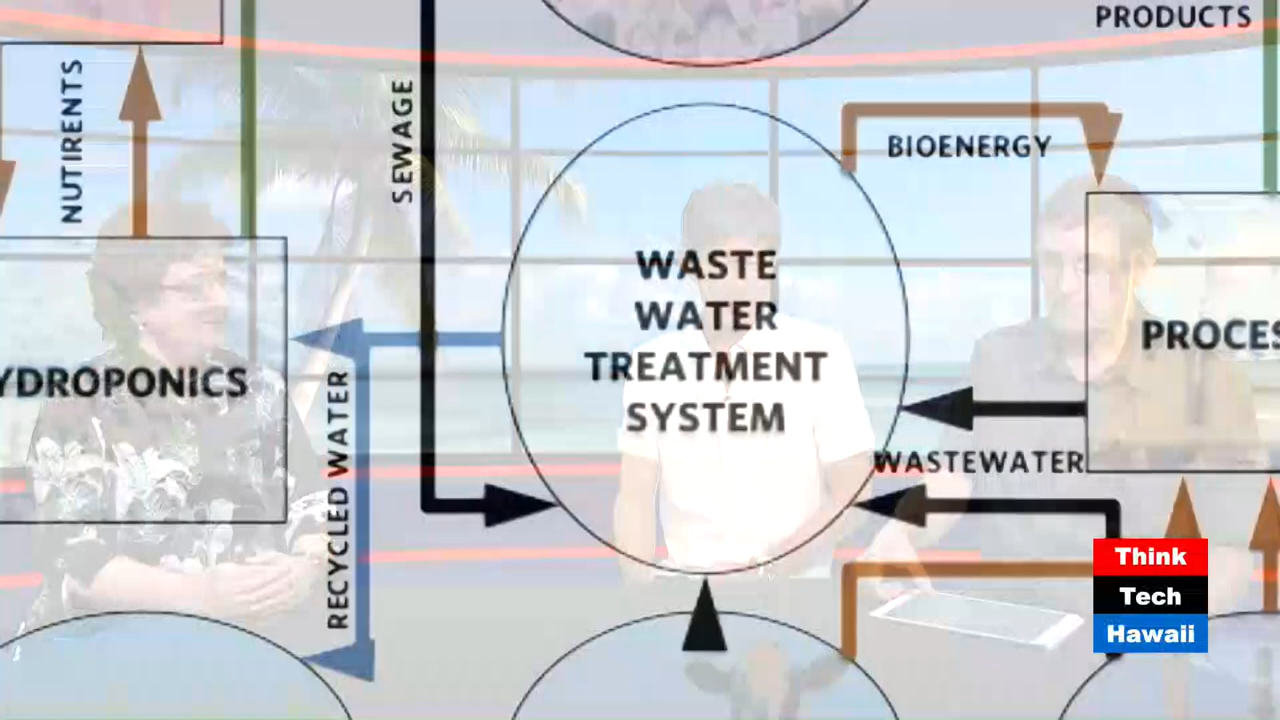 PRODUCTS
NUTIRENTS
SEWAGE
BIOENERGY
WASTE
WATER
TREATMENT
SYSTEM
YDROPONICS
PROCES
RECYCLED WATER
WASTEWATER
Think
Tech
Hawaii